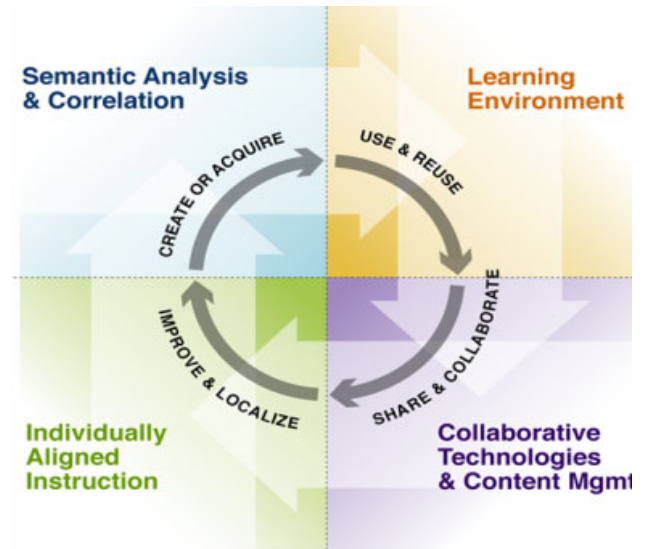 Semantic Analysis
& Correlation
Learning
Environment
CREATE OR ACQUIRE
USE & REUSE
IMPROVE & LOCALIZE
SHARE & COLLABORATE
Individually
Aligned
Instruction
Collaborative
Technologies
& Content Mgmt